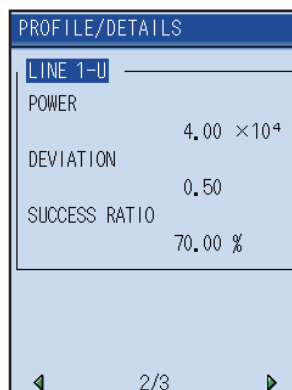 PROFILE/DETAILS
LINE 1-U
POWER
4.00 ×10⁴
DEVIATION
0.50
SUCCESS RATIO
70.00 %
2/3